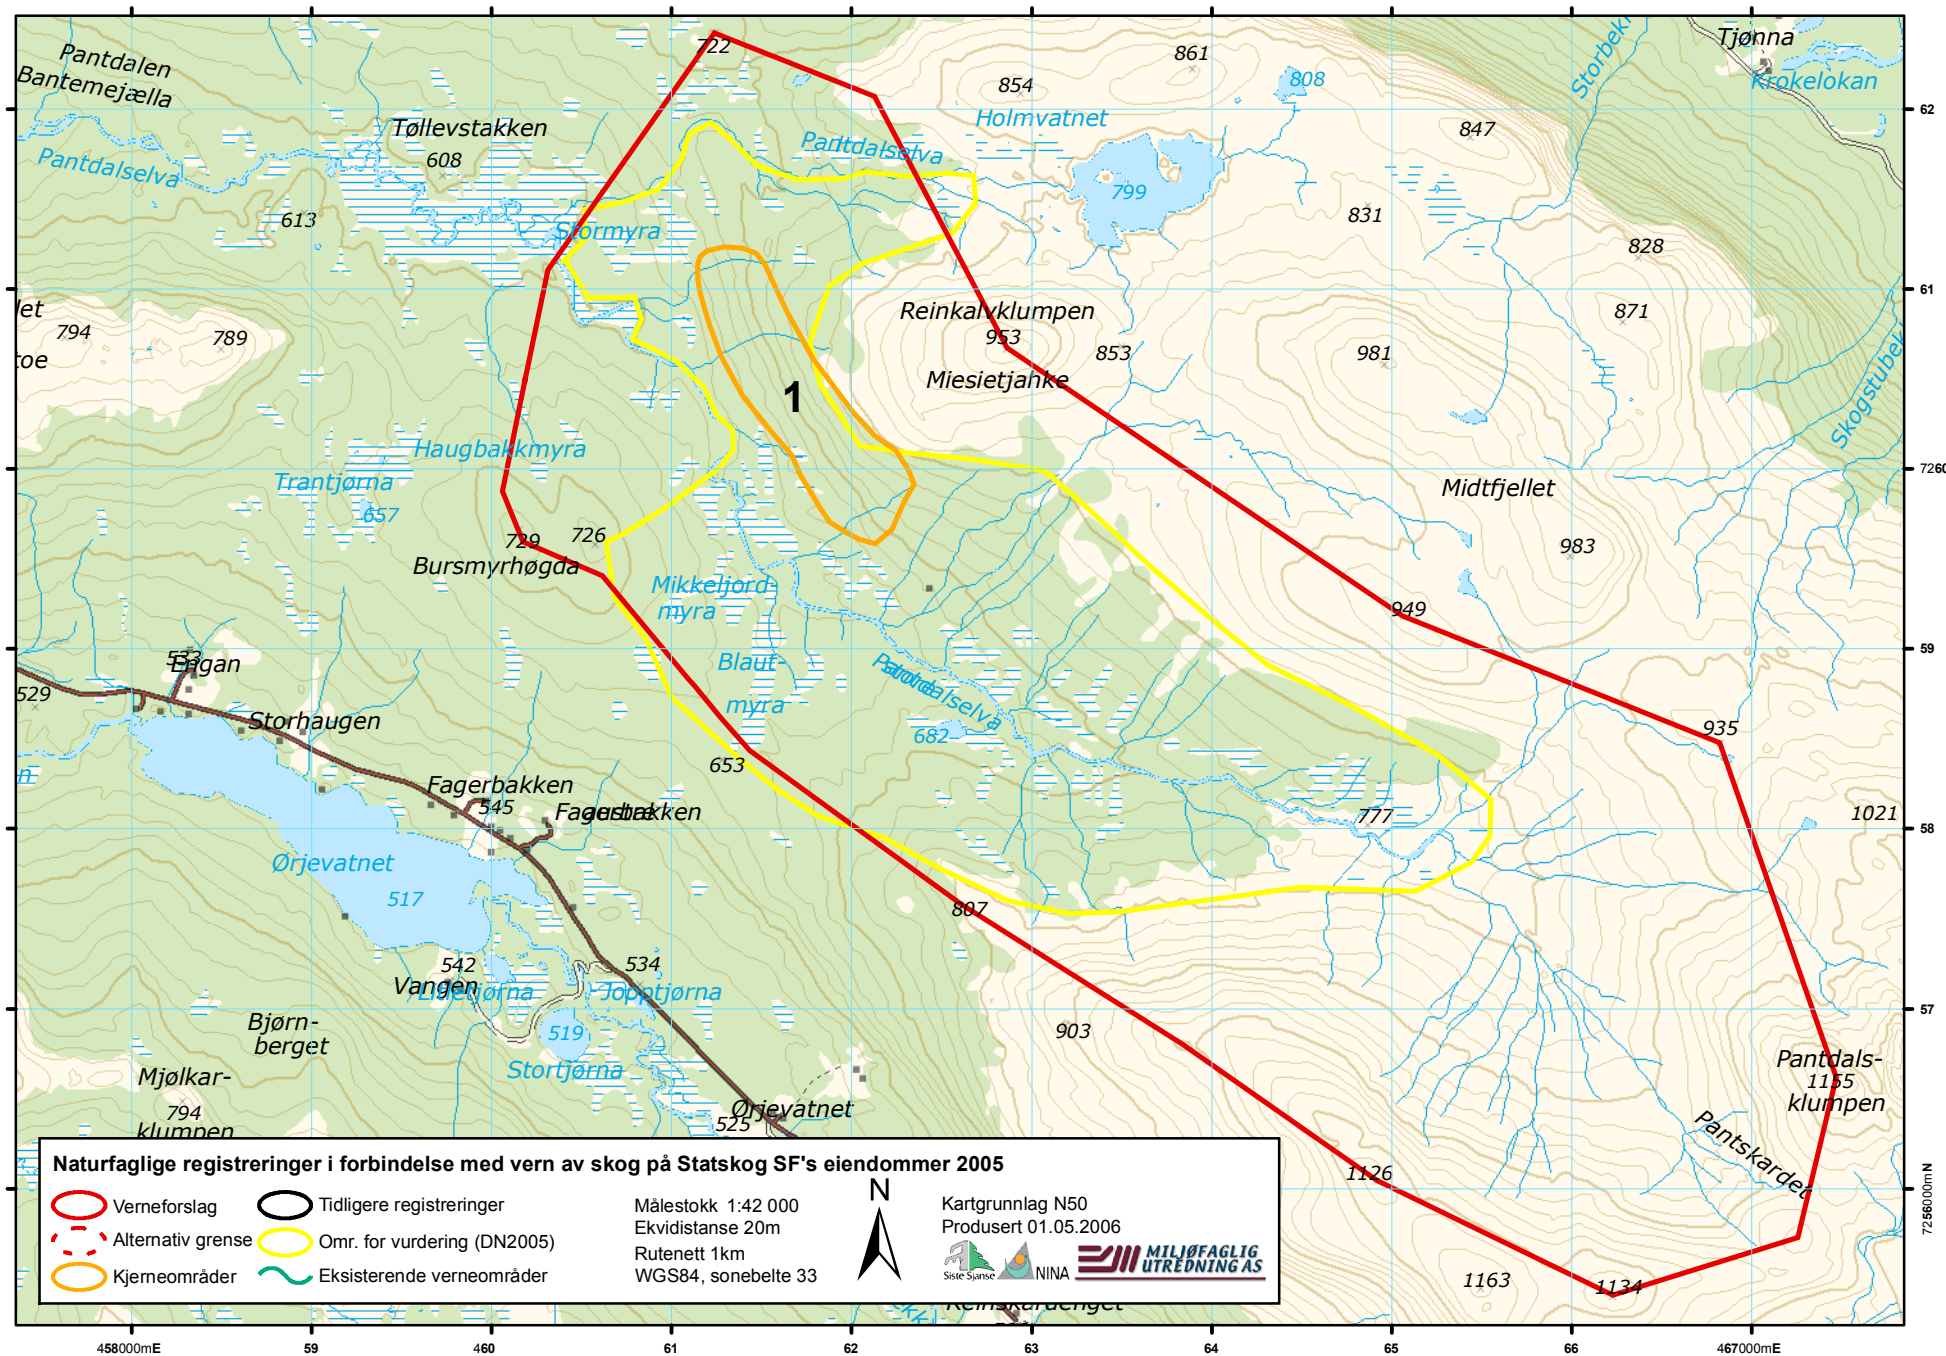 Pantdalen
Bantemejælla
Pantdalselva
Tøllevstakken
608
613
722
854
861
808
Holmvatnet
Pantdalselva
847
Storbekk
Tjønna
Krokelokan
62
799
831
828
871
Stormyra
let
794
789
toe
Reinkalvklumpen
953
853
981
Miesietjahke
61
1
Skogstubekk
Haugbakkmyra
Trantjørna
657
729
726
Bursmyrhøgda
Midtfjellet
983
7260
Mikkeljord-
myra
949
59
Blaut-
myra
Pantdalselva
682
935
533
Engan
529
Storhaugen
653
Fagerbakken
545
Fagerbakken
austre
777
1021
58
n
Ørjevatnet
517
807
542
Vangen
Litletjørna
534
Jopptjørna
519
Stortjørna
903
57
Bjørn-
berget
Mjølkar-
794
klumpen
Ørjevatnet
525
Pantdals-
1155
klumpen
Pantskardet
1126
1163
1134
7256000mN
Naturfaglige registreringer i forbindelse med vern av skog på Statskog SF's eiendommer 2005
Verneforslag
Alternativ grense
Kjerneområder
Tidligere registreringer
Omr. for vurdering (DN2005)
Eksisterende verneområder
Målestokk 1:42 000
Ekvidistanse 20m
Rutenett 1km
WGS84, sonebelte 33
N
Kartgrunnlag N50
Produsert 01.05.2006
Siste Sjanse
NINA
MILJØFAGLIG
UTREDNING AS
Reinskardenget
458000mE 59 460 61 62 63 64 65 66 467000mE